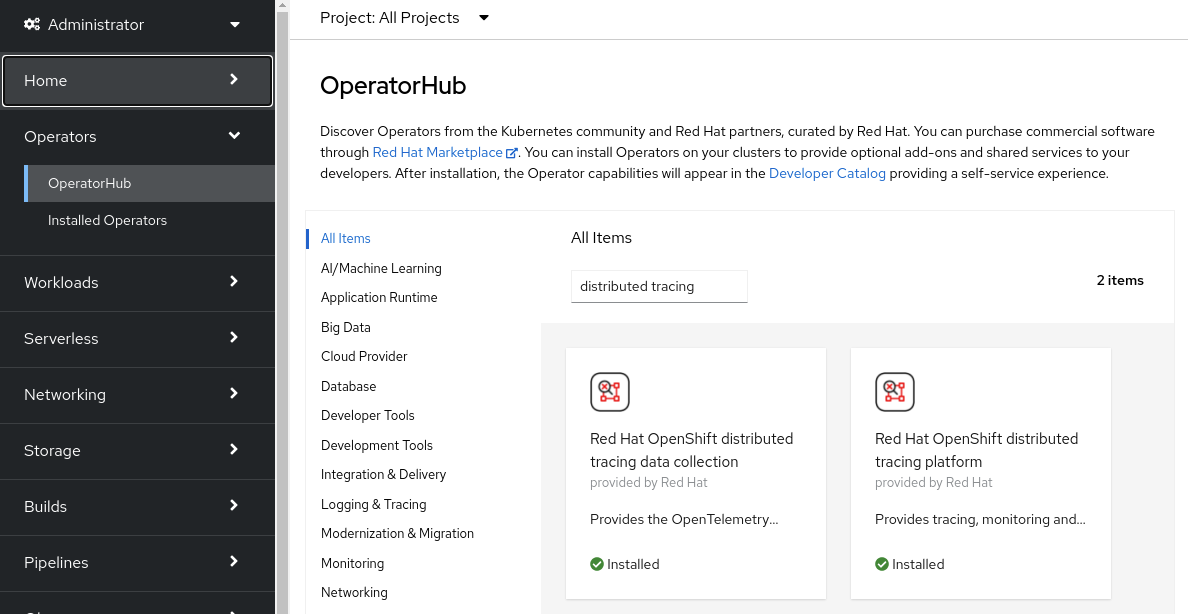 Administrator
Home
Operators
OperatorHub
Installed Operators
Workloads
Serverless
Networking
Storage
Builds
Pipelines
Project: All Projects
OperatorHub
Discover Operators from the Kubernetes community and Red Hat partners, curated by Red Hat. You can purchase commercial software
through Red Hat Marketplace. You can install Operators on your clusters to provide optional add-ons and shared services to your
developers. After installation, the Operator capabilities will appear in the Developer Catalog providing a self-service experience.
All Items
AI/Machine Learning
Application Runtime
Big Data
Cloud Provider
Database
Developer Tools
Development Tools
Integration & Delivery
Logging & Tracing
Modernization & Migration
Monitoring
Networking
All Items
distributed tracing
2 items
Red Hat OpenShift distributed
tracing data collection
provided by Red Hat
Provides the OpenTelemetry...
Installed
Red Hat OpenShift distributed
tracing platform
provided by Red Hat
Provides tracing, monitoring and...
Installed